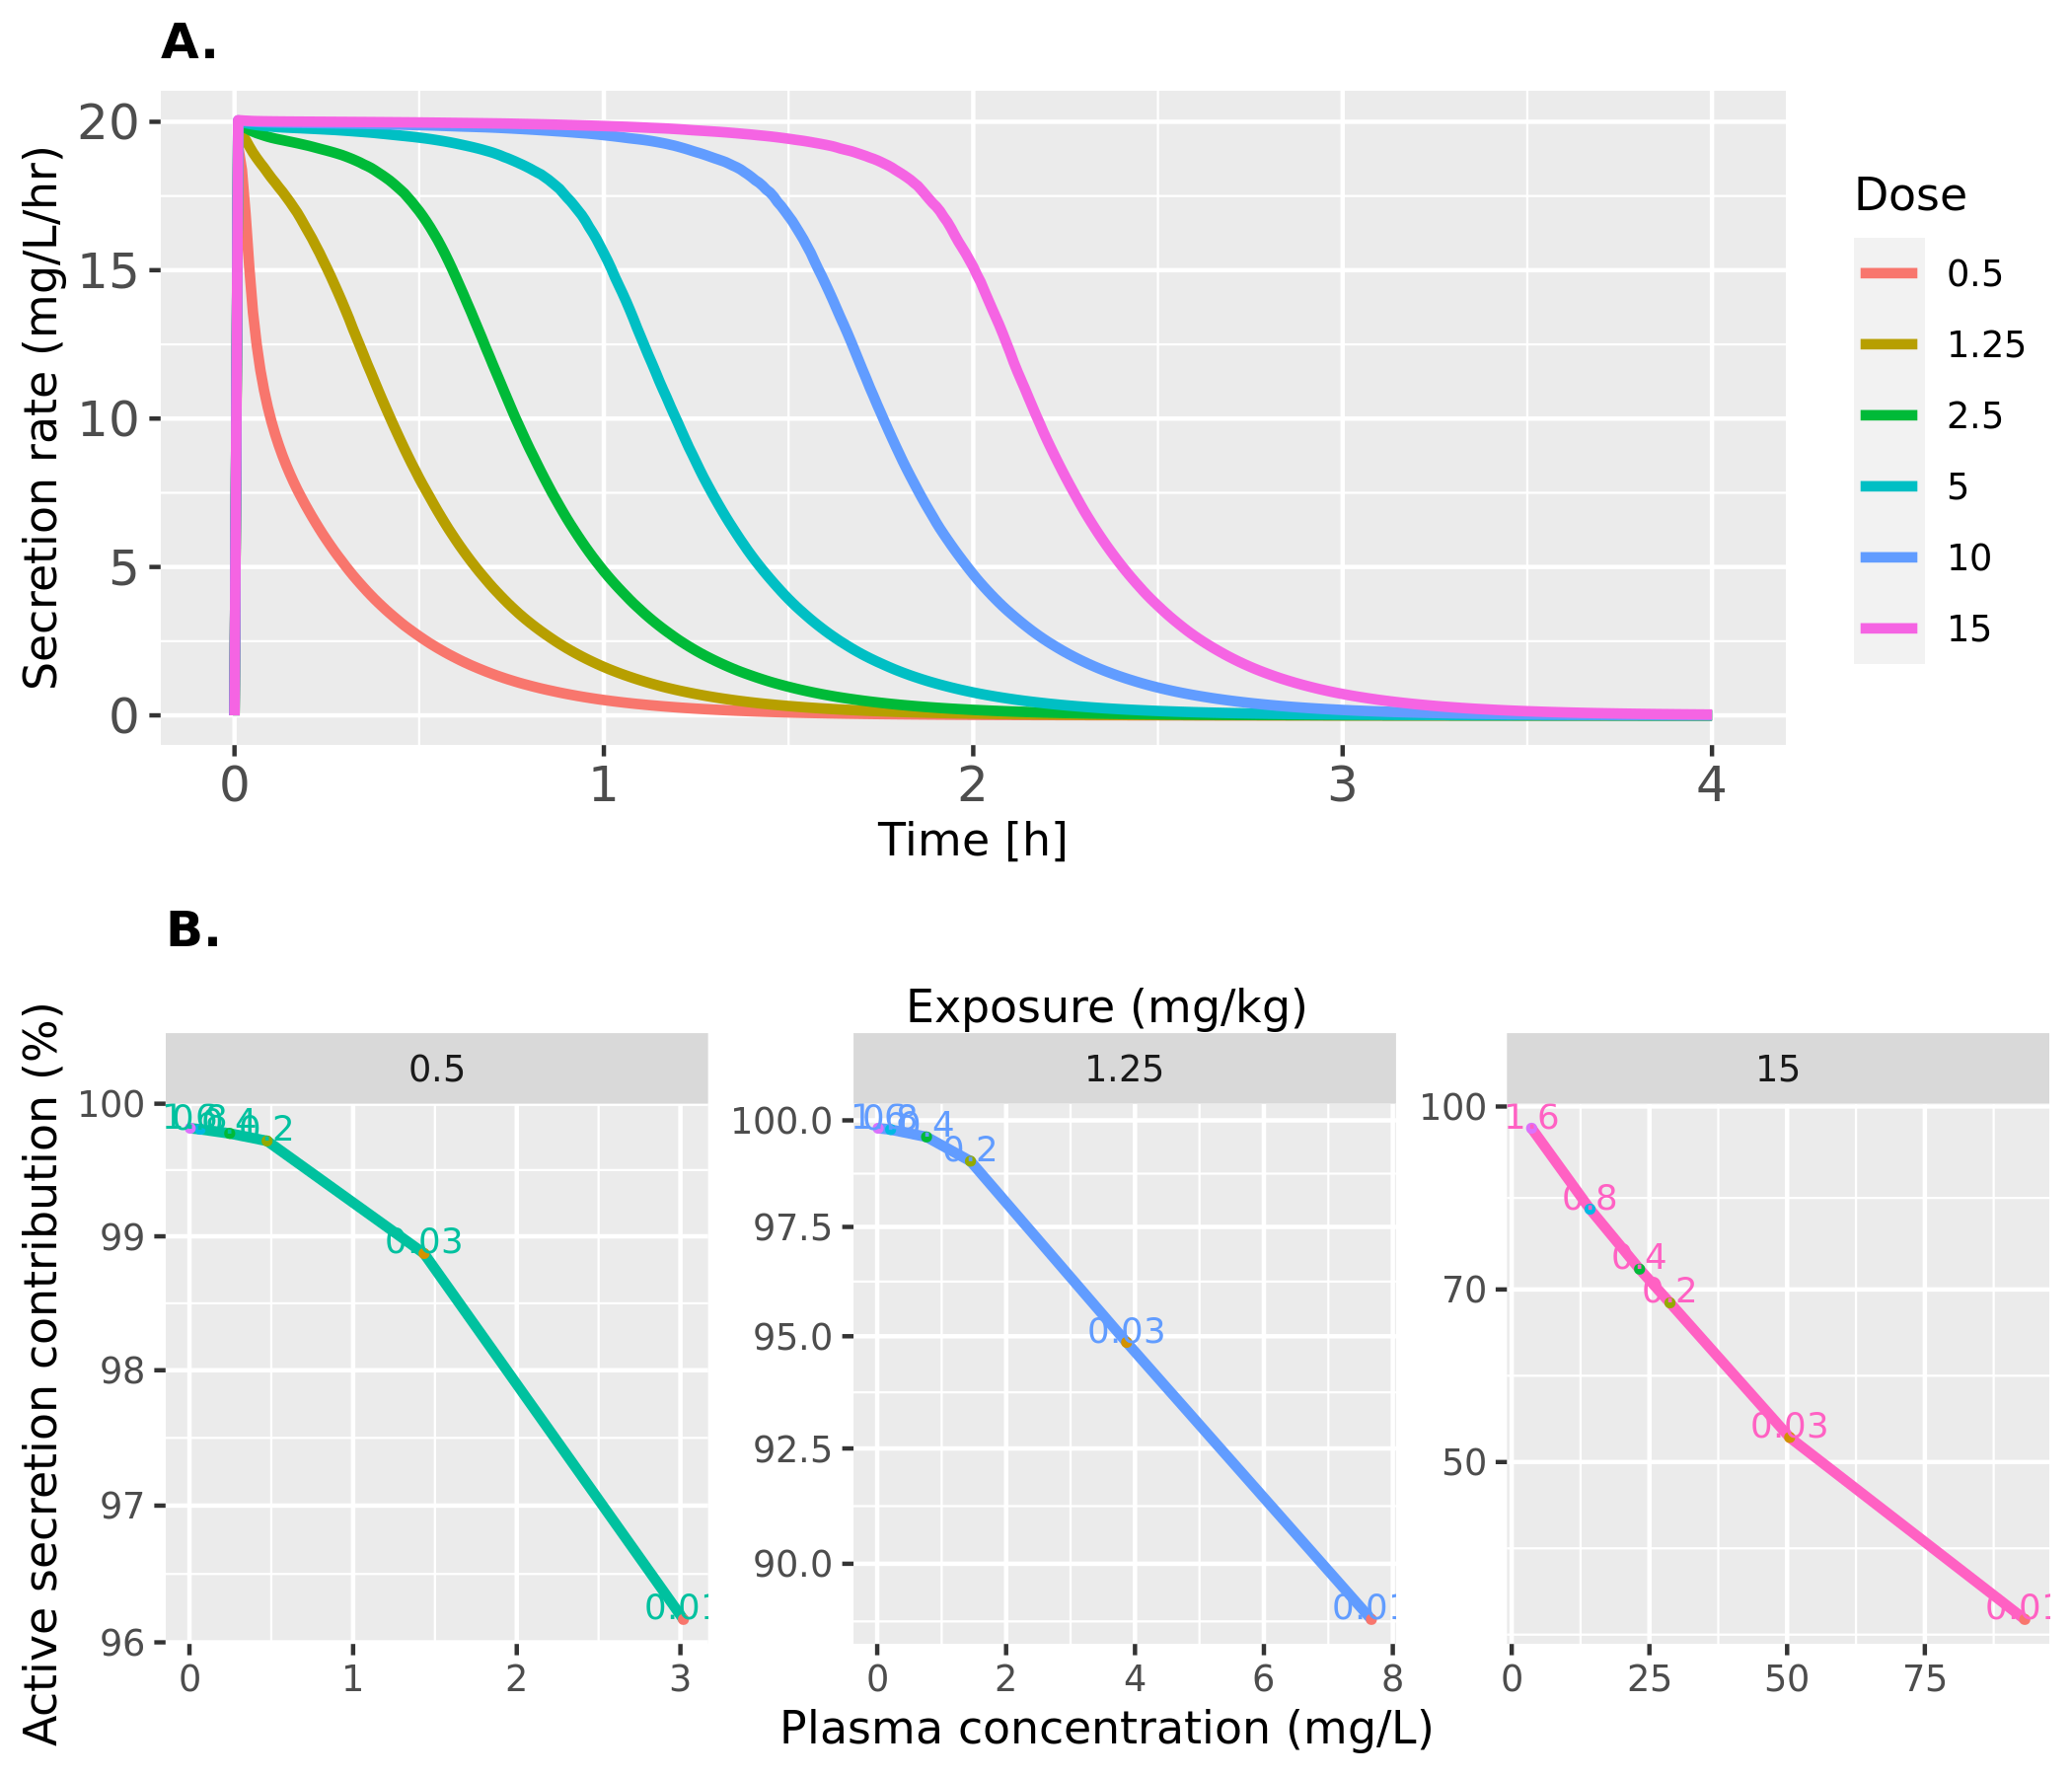 A.
Secretion rate (mg/L/hr)
20
15
10
5
0
0 1 2 3 4
Time [h]
Dose
0.5
1.25
2.5
5
10
15
B.
Active secretion contribution (%)
Exposure (mg/kg)
0.5 1.25 15
100
99
98
97
96
0 1 2 3
0.2
0.03
100.0
97.5
95.0
92.5
90.0
0 2 4 6 8
0.2
0.03
100
70
50
0 25 50 75
1.6
0.8
0.4
0.2
0.03
Plasma concentration (mg/L)